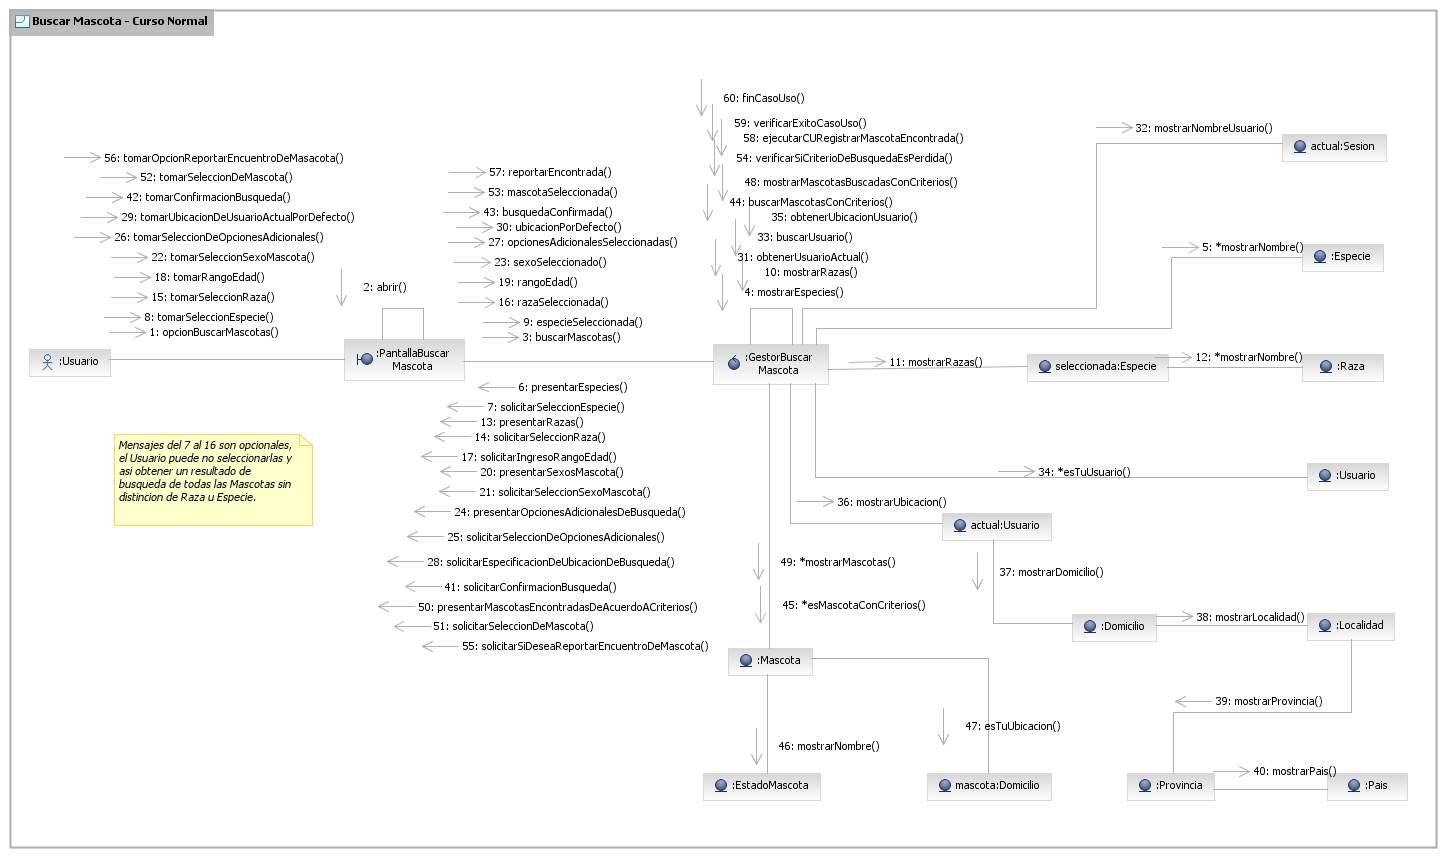 Buscar Mascota - Curso Normal
60: finCasoUso()
59: verificarExitoCasoUso()
58: ejecutarCURegistrarMascotaEncontrada()
54: verificarSiCriterioDeBusquedaEsPerdida()
48: mostrarMascotasBuscadasConCriterios()
44: buscarMascotasConCriterios()
35: obtenerUbicacionUsuario()
33: buscarUsuario()
31: obtenerUsuarioActual()
10: mostrarRazas()
4: mostrarEspecies()
56: tomarOpcionReportarEncuentroDeMasacota()
52: tomarSeleccionDeMascota()
42: tomarConfirmacionBusqueda()
29: tomarUbicacionDeUsuarioActualPorDefecto()
26: tomarSeleccionDeOpcionesAdicionales()
22: tomarSeleccionSexoMascota()
18: tomarRangoEdad()
15: tomarSeleccionRaza()
8: tomarSeleccionEspecie()
1: opcionBuscarMascotas()
2: abrir()
57: reportarEncontrada()
53: mascotaSeleccionada()
43: busquedaConfirmada()
30: ubicacionPorDefecto()
27: opcionesAdicionalesSeleccionadas()
23: sexoSeleccionado()
19: rangoEdad()
16: razaSeleccionada()
9: especieSeleccionada()
3: buscarMascotas()
32: mostrarNombreUsuario()
actual:Sesion
5: *mostrarNombre()
:Especie
:Usuario
:PantallaBuscar
Mascota
:GestorBuscar
Mascota
11: mostrarRazas()
seleccionada:Especie
12: *mostrarNombre()
:Raza
6: presentarEspecies()
7: solicitarSeleccionEspecie()
13: presentarRazas()
14: solicitarSeleccionRaza()
17: solicitarIngresoRangoEdad()
20: presentarSexosMascota()
21: solicitarSeleccionSexoMascota()
24: presentarOpcionesAdicionalesDeBusqueda()
25: solicitarSeleccionDeOpcionesAdicionales()
28: solicitarEspecificacionDeUbicacionDeBusqueda()
41: solicitarConfirmacionBusqueda()
50: presentarMascotasEncontradasDeAcuerdoACriterios()
51: solicitarSeleccionDeMascota()
55: solicitarSiDeseaReportarEncuentroDeMascota()
Mensajes del 7 al 16 son opcionales,
el Usuario puede no seleccionarlas y
asi obtener un resultado de
busqueda de todas las Mascotas sin
distincion de Raza u Especie.
34: *esTuUsuario()
:Usuario
36: mostrarUbicacion()
actual:Usuario
49: *mostrarMascotas()
37: mostrarDomicilio()
45: *esMascotaConCriterios()
:Domicilio
38: mostrarLocalidad()
:Localidad
:Mascota
39: mostrarProvincia()
47: esTuUbicacion()
46: mostrarNombre()
40: mostrarPais()
:EstadoMascota
mascota:Domicilio
:Provincia
:Pais